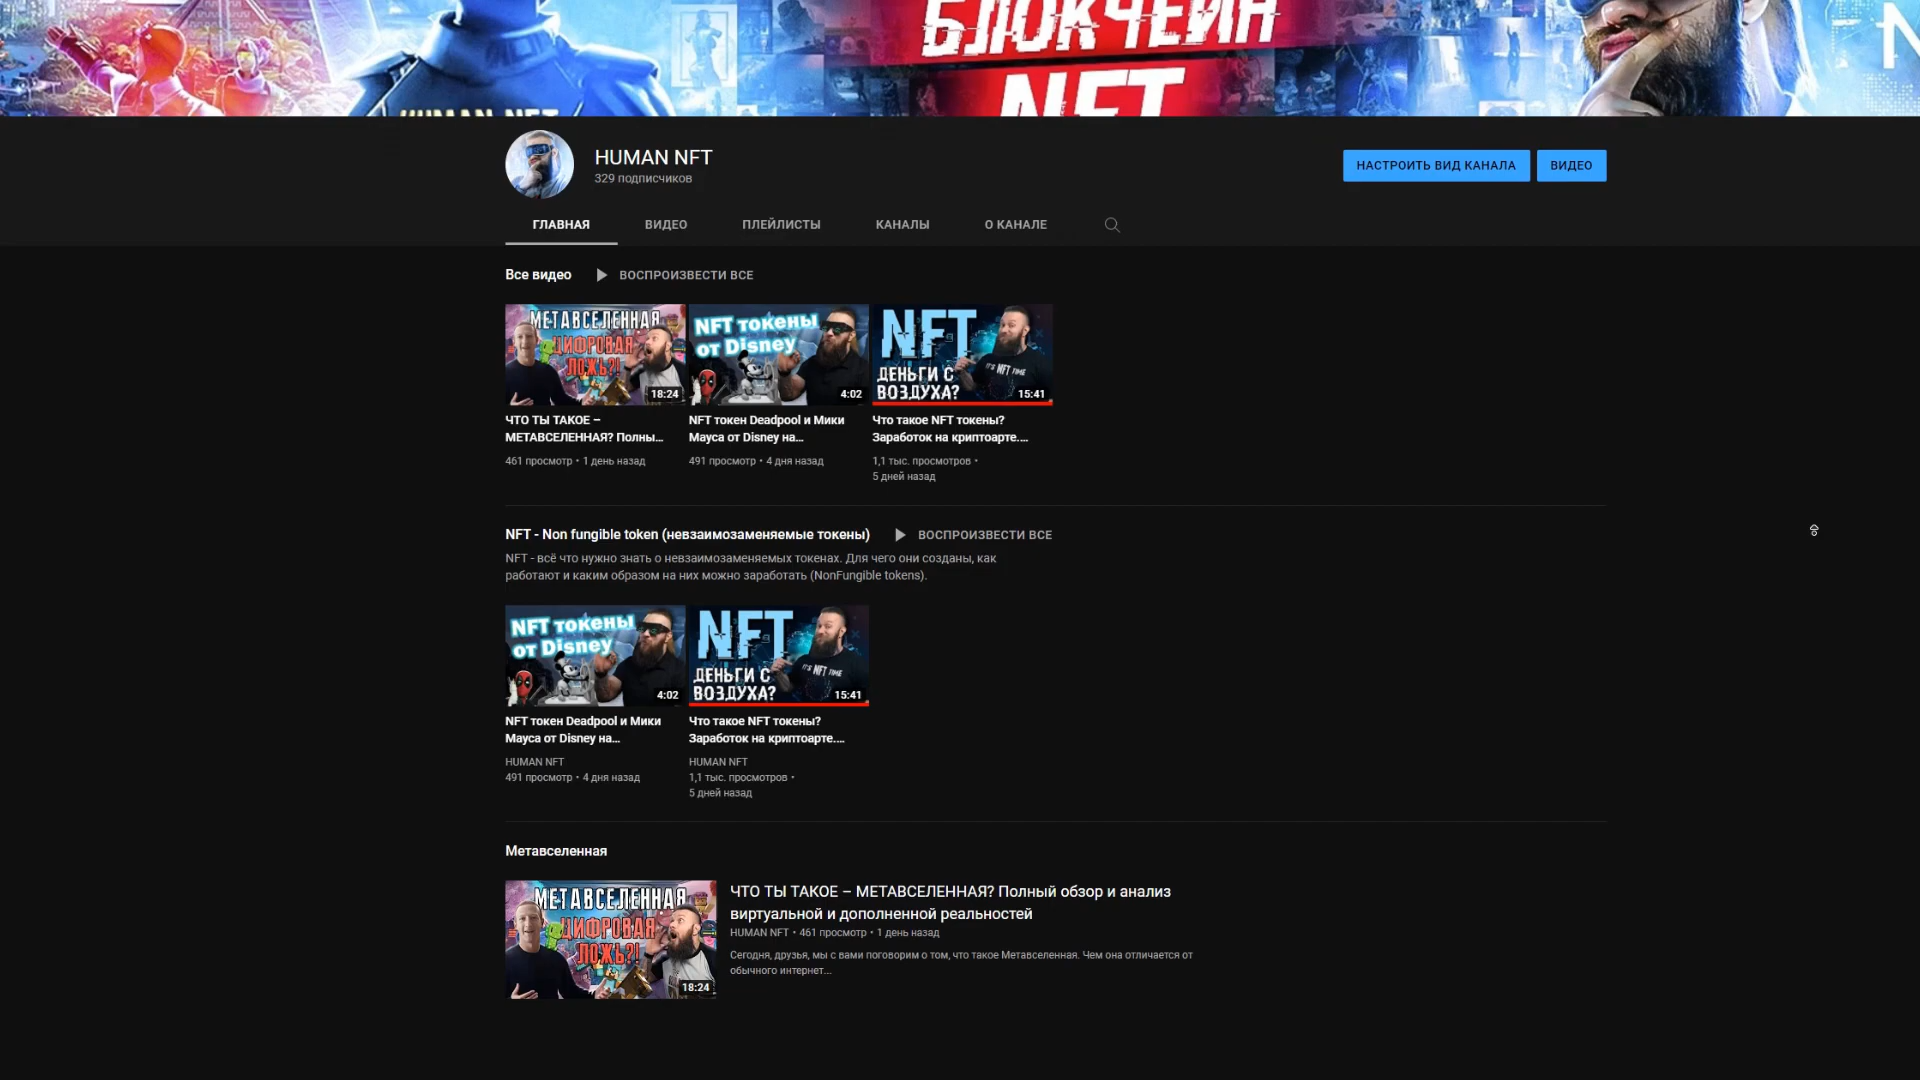 БЛОКЧЕЙН
NFT
HUMAN NFT
HUMAN NFT
329 подписчиков
НАСТРОИТЬ ВИД КАНАЛА
ВИДЕО
ГЛАВНАЯ
ВИДЕО
ПЛЕЙЛИСТЫ
КАНАЛЫ
О КАНАЛЕ
Все видео
ВОСПРОИЗВЕСТИ ВСЕ
МЕТАВСЕЛЕННАЯ
ЦИФРОВАЯ
ЛОЖЬ?!
18:24
NFT токены
от Disney
4:02
NFT
ДЕНЬГИ С
ВОЗДУХА?
IT'S NFT TIME
15:41
ЧТО ТЫ ТАКОЕ –
МЕТАВСЕЛЕННАЯ? Полны...
461 просмотр • 1 день назад
NFT токен Deadpool и Мики
Мауса от Disney на...
491 просмотр • 4 дня назад
Что такое NFT токены?
Заработок на криптоарте....
1,1 тыс. просмотров •
5 дней назад
NFT - Non fungible token (невзаимозаменяемые токены)
ВОСПРОИЗВЕСТИ ВСЕ
NFT - всё что нужно знать о невзаимозаменяемых токенах. Для чего они созданы, как
работают и каким образом на них можно заработать (NonFungible tokens).
NFT токены
от Disney
4:02
NFT
ДЕНЬГИ С
ВОЗДУХА?
IT'S NFT TIME
15:41
NFT токен Deadpool и Мики
Мауса от Disney на...
HUMAN NFT
491 просмотр • 4 дня назад
Что такое NFT токены?
Заработок на криптоарте....
HUMAN NFT
1,1 тыс. просмотров •
5 дней назад
Метавселенная
МЕТАВСЕЛЕННАЯ
ЦИФРОВАЯ
ЛОЖЬ?!
18:24
ЧТО ТЫ ТАКОЕ – МЕТАВСЕЛЕННАЯ? Полный обзор и анализ
виртуальной и дополненной реальностей
HUMAN NFT • 461 просмотр • 1 день назад
Сегодня, друзья, мы с вами поговорим о том, что такое Метавселенная. Чем она отличается от
обычного интернет...